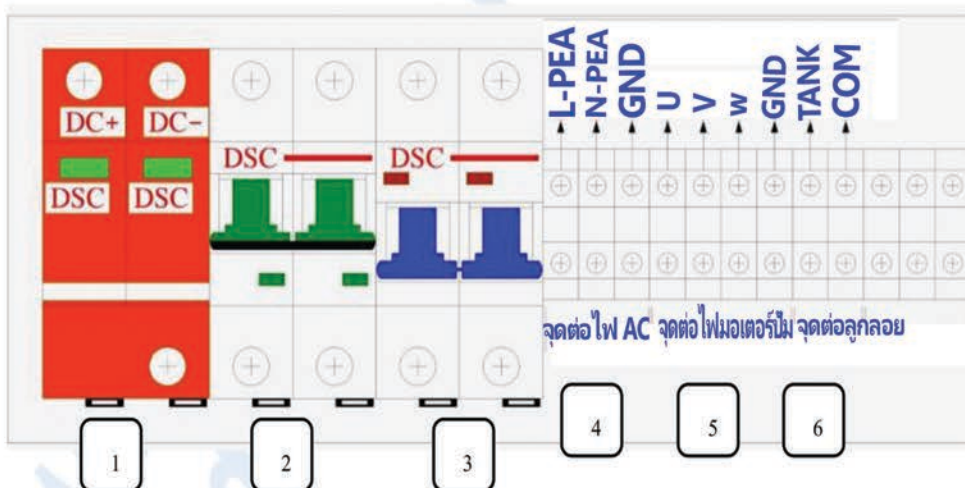 L-PEA
N-PEA
GND
U
V
w
GND
TANK
COM
DC+ DC-
DSC DSC
DSC
DSC
จุดต่อไฟ AC จุดต่อไฟมอเตอร์ปั๊ม จุดต่อลูกลอย
1 2 3 4 5 6